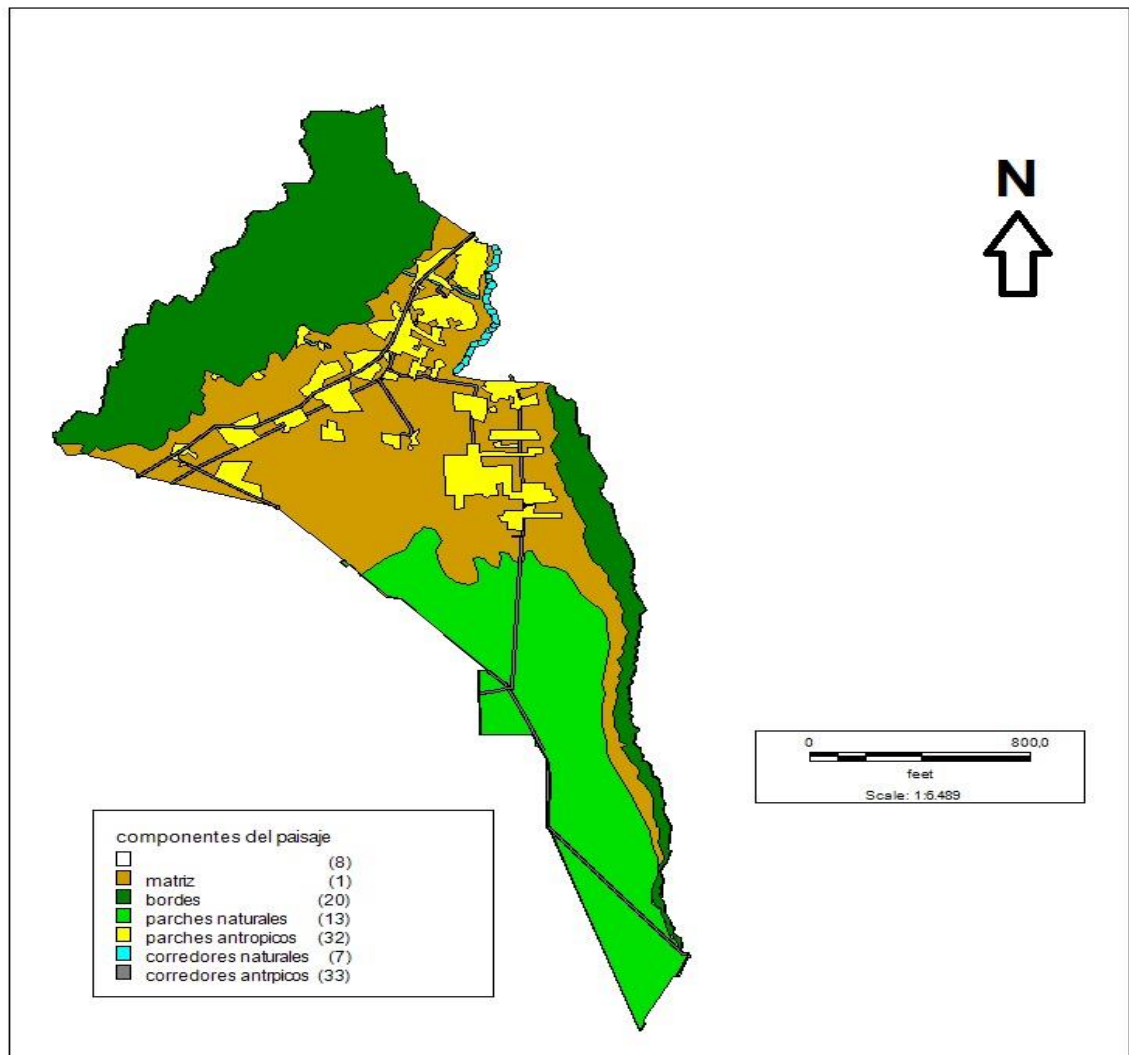 N
0 800,0
feet
Scale: 1:6.489
componentes del paisaje
(8)
matriz (1)
bordes (20)
parches naturales (13)
parches antropicos (32)
corredores naturales (7)
corredores antrpicos (33)